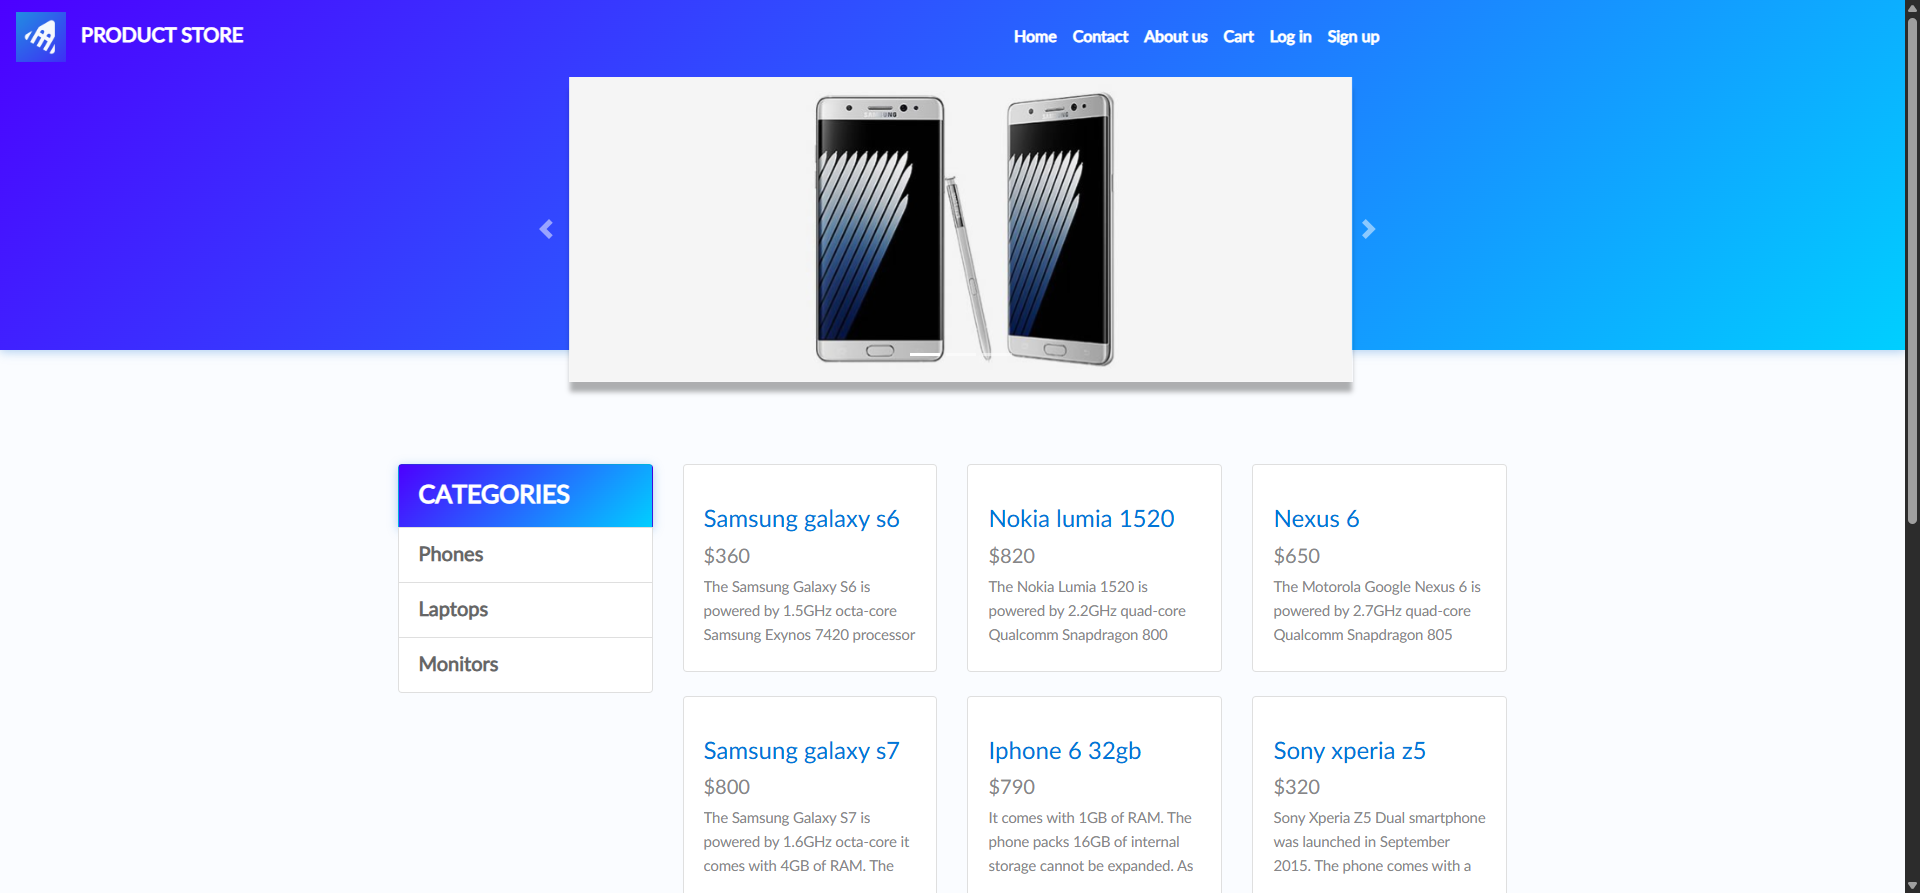 PRODUCT STORE
Home Contact About us Cart Log in Sign up
SAMSUNG
CATEGORIES
Phones
Laptops
Monitors
Samsung galaxy s6
$360
The Samsung Galaxy S6 is
powered by 1.5GHz octa-core
Samsung Exynos 7420 processor
Nokia lumia 1520
$820
The Nokia Lumia 1520 is
powered by 2.2GHz quad-core
Qualcomm Snapdragon 800
Nexus 6
$650
The Motorola Google Nexus 6 is
powered by 2.7GHz quad-core
Qualcomm Snapdragon 805
Samsung galaxy s7
$800
The Samsung Galaxy S7 is
powered by 1.6GHz octa-core it
comes with 4GB of RAM. The
Iphone 6 32gb
$790
It comes with 1GB of RAM. The
phone packs 16GB of internal
storage cannot be expanded. As
Sony xperia z5
$320
Sony Xperia Z5 Dual smartphone
was launched in September
2015. The phone comes with a